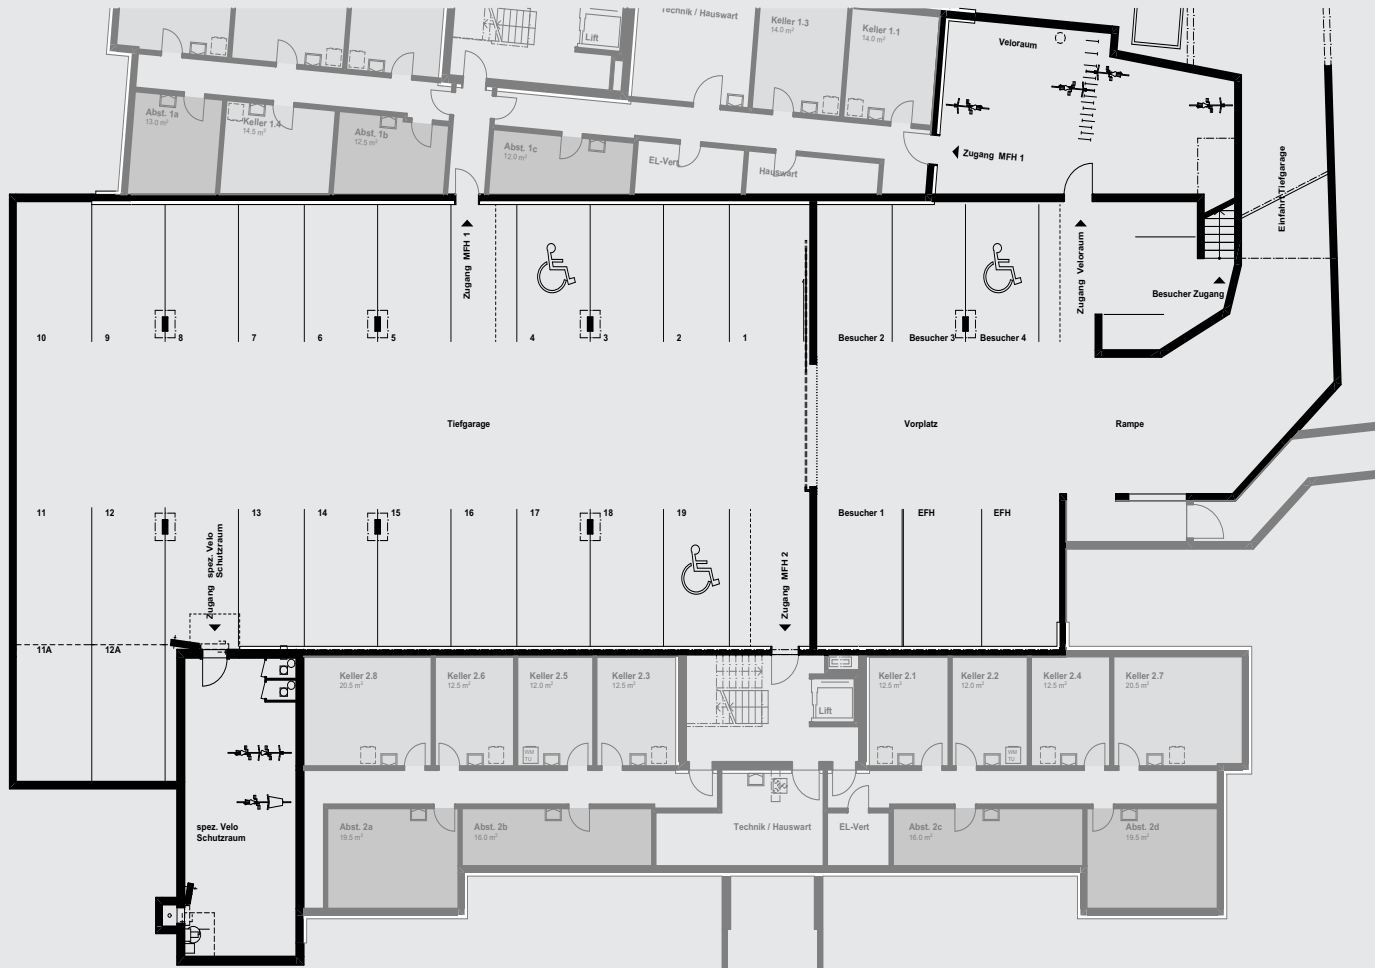 Technik / Hauswart
Keller 1.3
14.0 m²
Keller 1.1
14.0 m²
Lift
Veloraum
Abst. 1a
13.0 m²
Keller 1.4
14.5 m²
Abst. 1b
12.5 m²
Abst. 1c
12.0 m²
EL-Vert
Hauswart
Zugang MFH 1
Einfahrt Tiefgarage
Zugang MFH 1
Zugang Veloraum
Besucher Zugang
10
9
8
7
6
5
4
3
2
1
Besucher 2
Besucher 3
Besucher 4
Tiefgarage
Vorplatz
Rampe
11
12
13
14
15
16
17
18
19
Besucher 1
EFH
EFH
Zugang spez. Velo
Schutzraum
Zugang MFH 2
11A
12A
Keller 2.8
20.5 m²
Keller 2.6
12.5 m²
Keller 2.5
12.0 m²
Keller 2.3
12.5 m²
Lift
Keller 2.1
12.5 m²
Keller 2.2
12.0 m²
Keller 2.4
12.5 m²
Keller 2.7
20.5 m²
WM
TU
WM
TU
spez. Velo
Schutzraum
Abst. 2a
19.5 m²
Abst. 2b
16.0 m²
Technik / Hauswart
EL-Vert
Abst. 2c
16.0 m²
Abst. 2d
19.5 m²